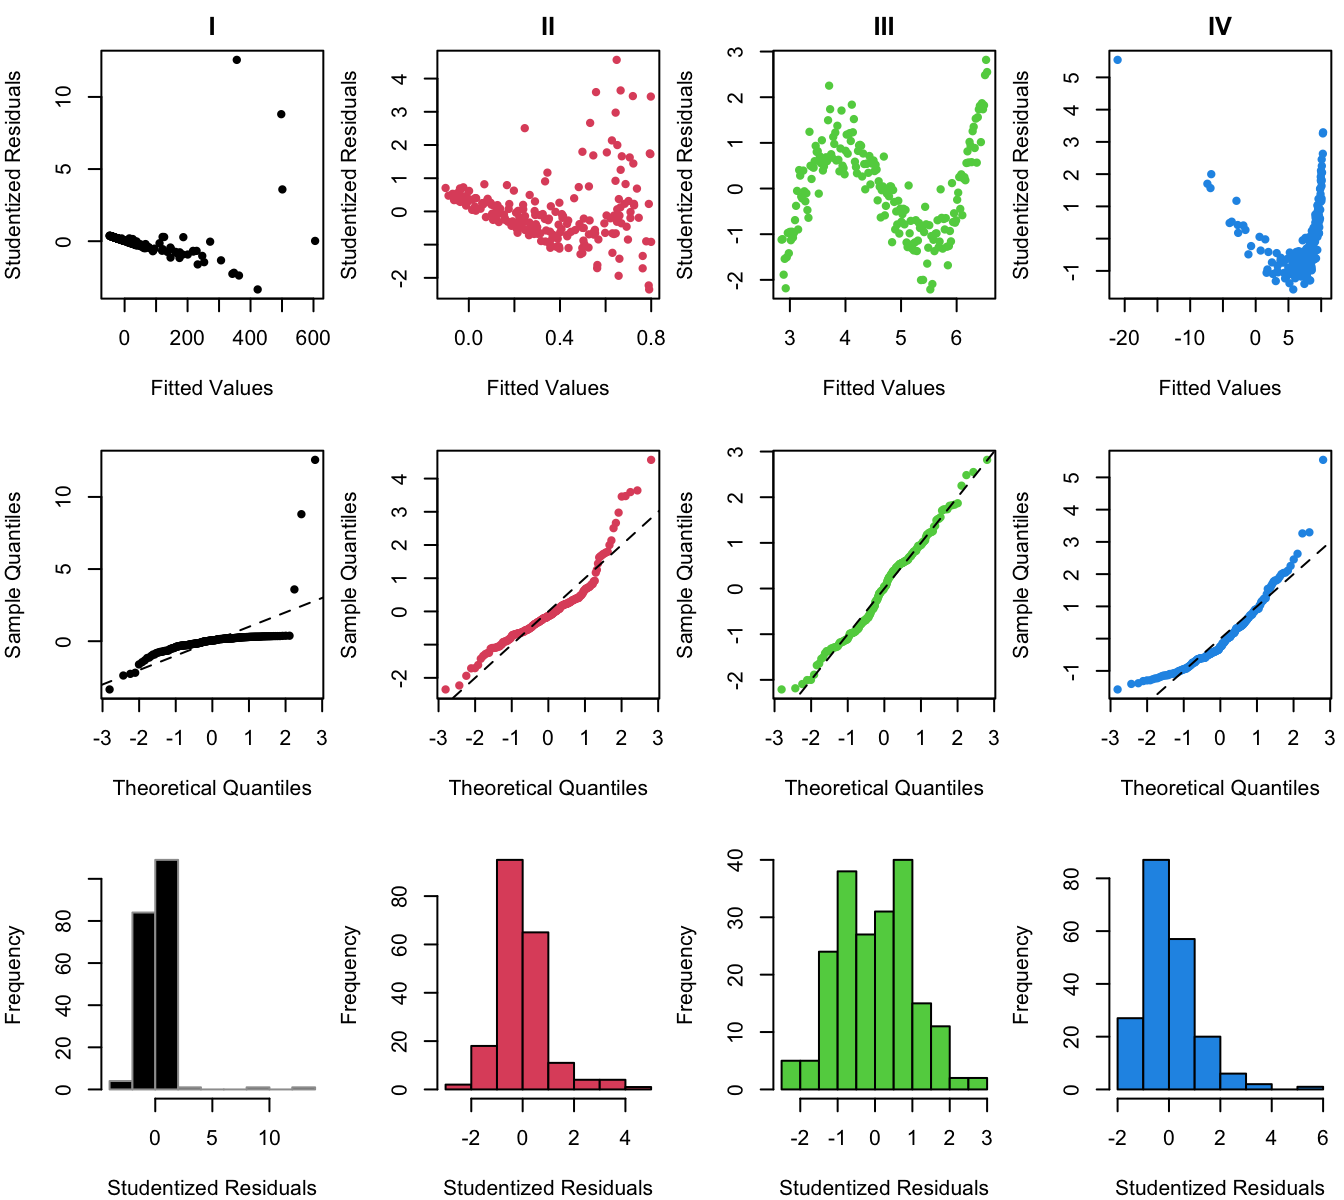 I II III IV
Studentized Residuals
0 5 10
0 200 400 600
Fitted Values
Studentized Residuals
-2 0 1 2 3 4
0.0 0.4 0.8
Fitted Values
Studentized Residuals
-2 -1 0 1 2 3
3 4 5 6
Fitted Values
Studentized Residuals
-1 1 2 3 4 5
-20 -10 0 5
Fitted Values
Sample Quantiles
0 5 10
-3 -2 -1 0 1 2 3
Theoretical Quantiles
Sample Quantiles
-2 0 1 2 3 4
-3 -2 -1 0 1 2 3
Theoretical Quantiles
Sample Quantiles
-2 -1 0 1 2 3
-3 -2 -1 0 1 2 3
Theoretical Quantiles
Sample Quantiles
-1 1 2 3 4 5
-3 -2 -1 0 1 2 3
Theoretical Quantiles
Frequency
0 20 40 60 80
0 5 10
Studentized Residuals
Frequency
0 20 40 60 80
-2 0 2 4
Studentized Residuals
Frequency
0 10 20 30 40
-2 -1 0 1 2 3
Studentized Residuals
Frequency
0 20 40 60 80
-2 0 2 4 6
Studentized Residuals